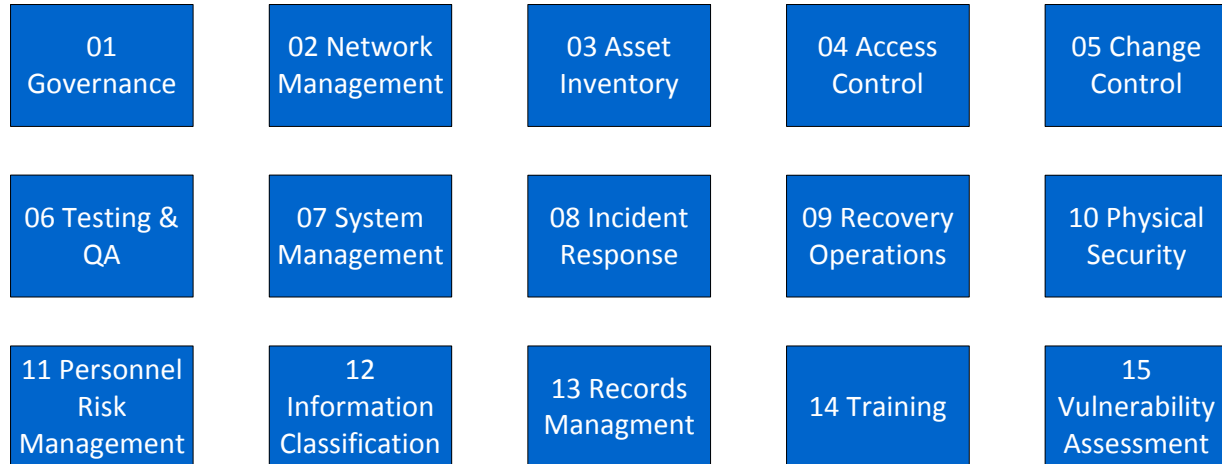 01
Governance
02 Network
Management
03 Asset
Inventory
04 Access
Control
05 Change
Control
06 Testing &
QA
07 System
Management
08 Incident
Response
09 Recovery
Operations
10 Physical
Security
11 Personnel
Risk
Management
12
Information
Classification
13 Records
Managment
14 Training
15
Vulnerability
Assessment